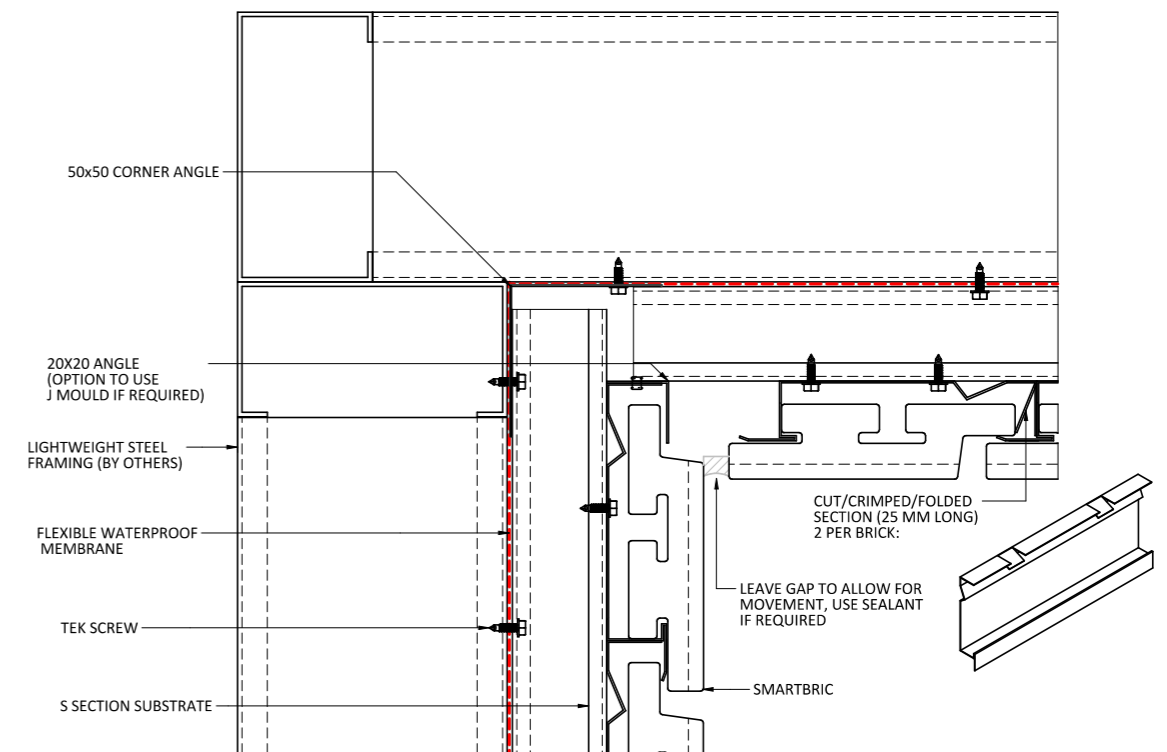 50x50 CORNER ANGLE
20X20 ANGLE
(OPTION TO USE
J MOULD IF REQUIRED)
LIGHTWEIGHT STEEL
FRAMING (BY OTHERS)
FLEXIBLE WATERPROOF
MEMBRANE
TEK SCREW
S SECTION SUBSTRATE
CUT/CRIMPED/FOLDED
SECTION (25 MM LONG)
2 PER BRICK:
LEAVE GAP TO ALLOW FOR
MOVEMENT, USE SEALANT
IF REQUIRED
SMARTBRIC